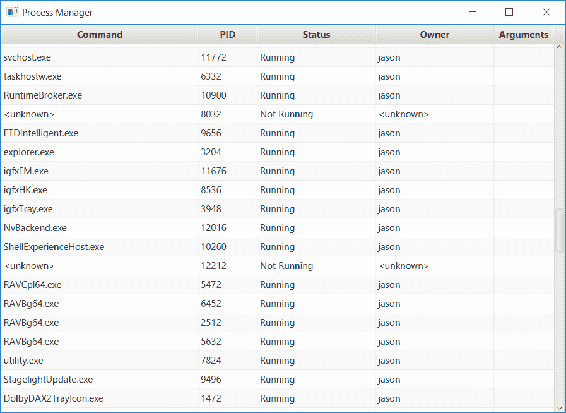 Process Manager
Command PID Status Owner Arguments
svchost.exe 11772 Running jason
taskhostw.exe 6332 Running jason
RuntimeBroker.exe 10900 Running jason
<unknown> 8032 Not Running <unknown>
ETDIntelligent.exe 9656 Running jason
explorer.exe 3204 Running jason
igfxEM.exe 11676 Running jason
igfxHK.exe 8536 Running jason
igfxTray.exe 3948 Running jason
NvBackend.exe 12016 Running jason
ShellExperienceHost.exe 10260 Running jason
<unknown> 12212 Not Running <unknown>
RAVCpl64.exe 5472 Running jason
RAVBg64.exe 6452 Running jason
RAVBg64.exe 2512 Running jason
RAVBg64.exe 5632 Running jason
utility.exe 7824 Running jason
StagelightUpdate.exe 9496 Running jason
DolbyDAX2TrayIcon.exe 1472 Running jason